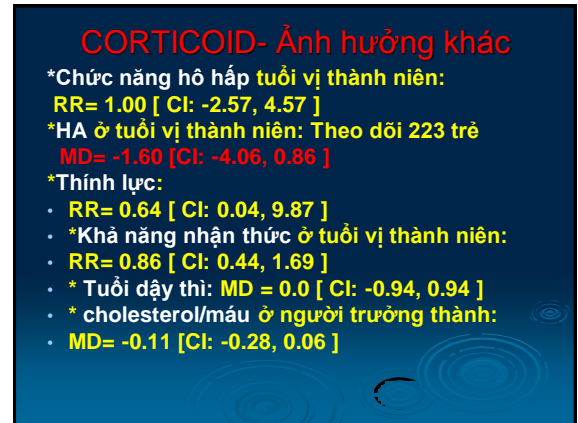 CORTICOID- Ảnh hưởng khác
*Chức năng hô hấp tuổi vị thành niên:
RR= 1.00 [ CI: -2.57, 4.57 ]
*HA ở tuổi vị thành niên: Theo dõi 223 trẻ
MD= -1.60 [CI: -4.06, 0.86 ]
*Thính lực:
• RR= 0.64 [ CI: 0.04, 9.87 ]
• *Khả năng nhận thức ở tuổi vị thành niên:
• RR= 0.86 [ CI: 0.44, 1.69 ]
• * Tuổi dậy thì: MD = 0.0 [ CI: -0.94, 0.94 ]
• * cholesterol/máu ở người trưởng thành:
• MD= -0.11 [CI: -0.28, 0.06 ]